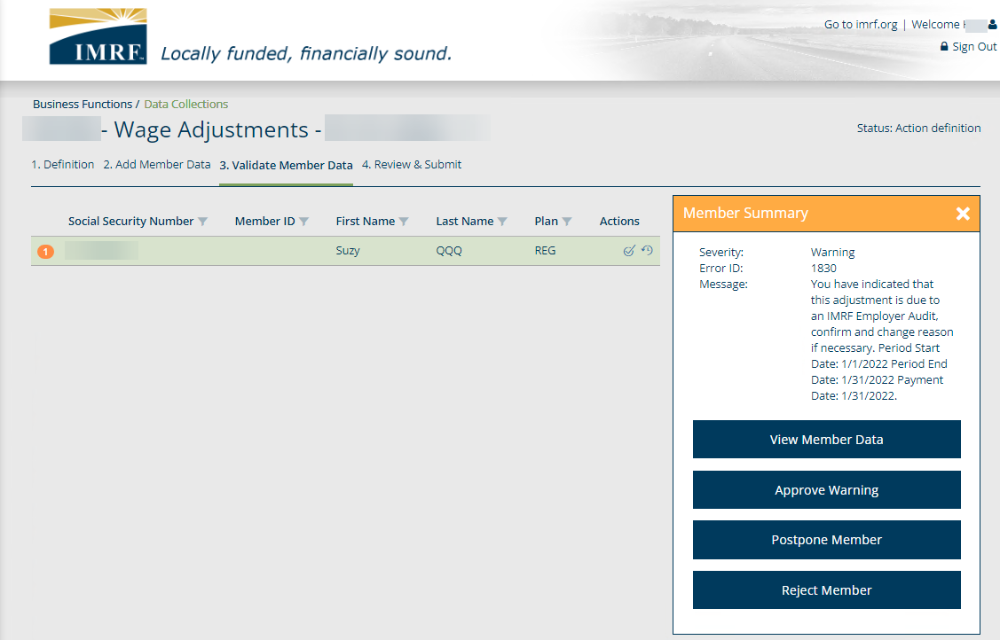 IMRF
Locally funded, financially sound.
Go to imrf.org | Welcome
Sign Out
Business Functions / Data Collections
- Wage Adjustments -
Status: Action definition
1. Definition 2. Add Member Data 3. Validate Member Data 4. Review & Submit
Social Security Number Member ID First Name Last Name Plan Actions
1 Suzy QQQ REG
Member Summary
Severity: Warning
Error ID: 1830
Message: You have indicated that
this adjustment is due to
an IMRF Employer Audit,
confirm and change reason
if necessary. Period Start
Date: 1/1/2022 Period End
Date: 1/31/2022 Payment
Date: 1/31/2022.
View Member Data
Approve Warning
Postpone Member
Reject Member